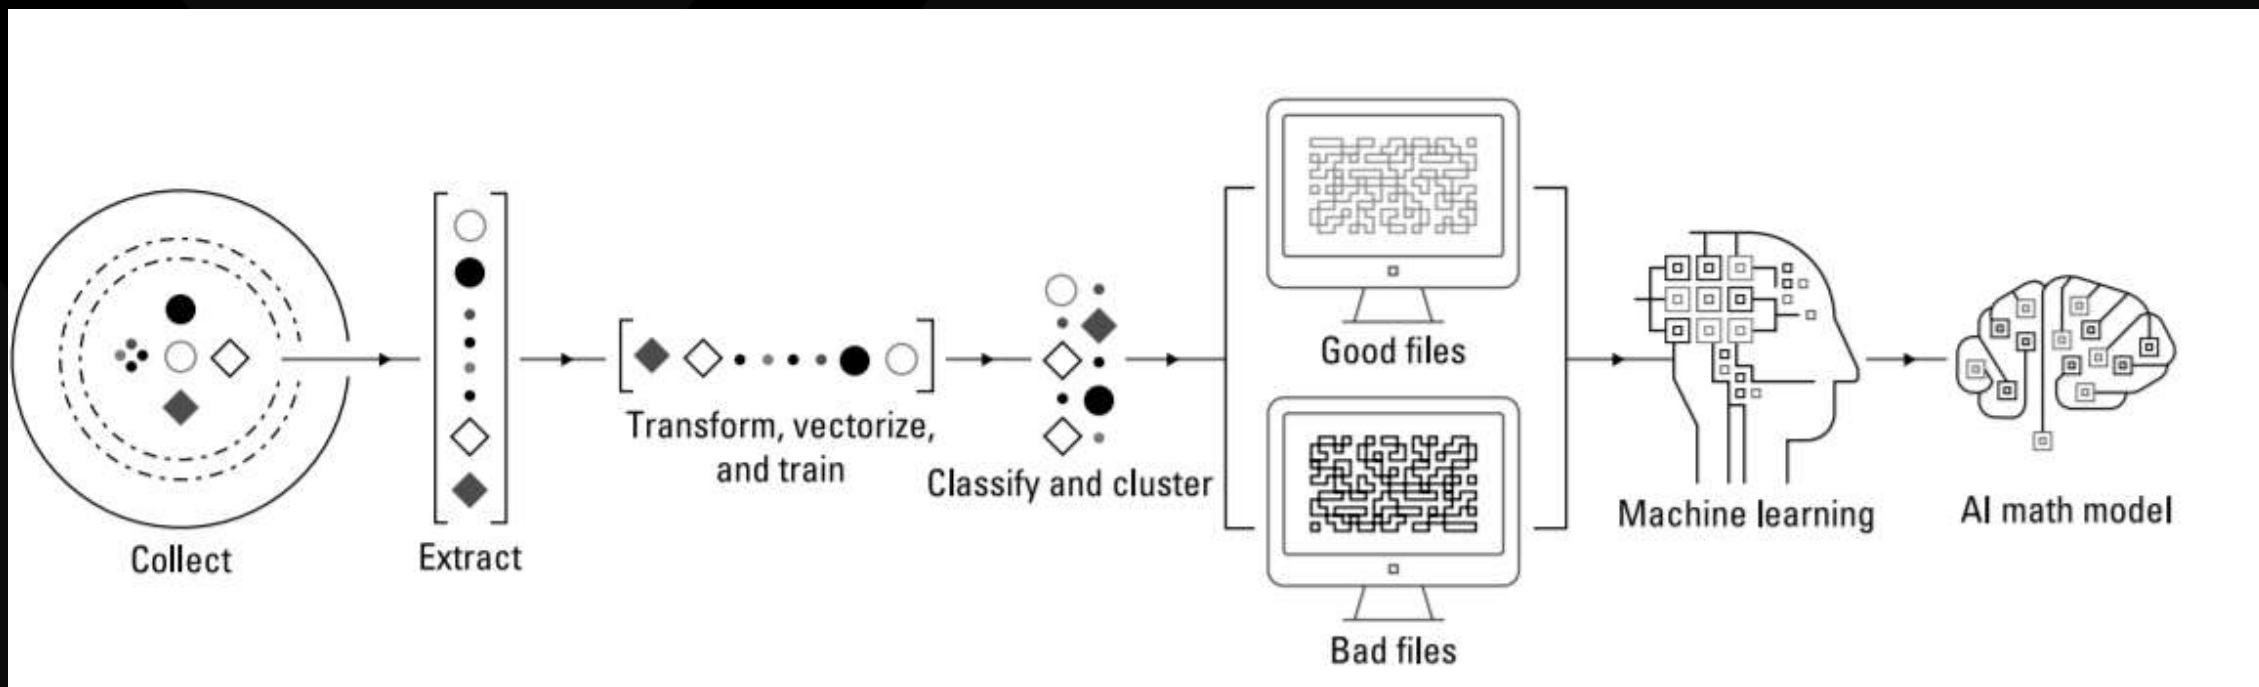 Collect
Extract
Transform, vectorize,
and train
Classify and cluster
Good files
Bad files
Machine learning
AI math model